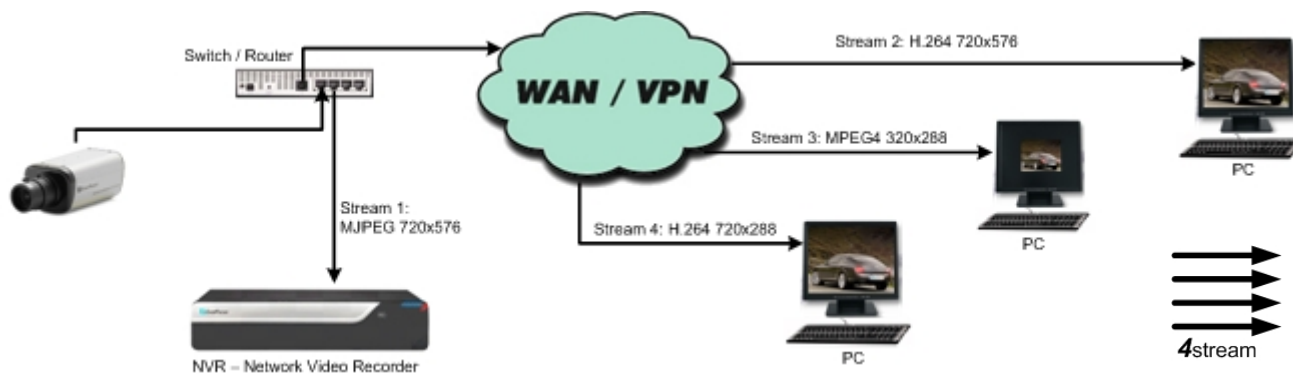 Switch / Router
WAN / VPN
Stream 2: H.264 720x576
PC
Stream 3: MPEG4 320x288
PC
Stream 1:
MJPEG 720x576
Stream 4: H.264 720x288
PC
NVR – Network Video Recorder
4stream